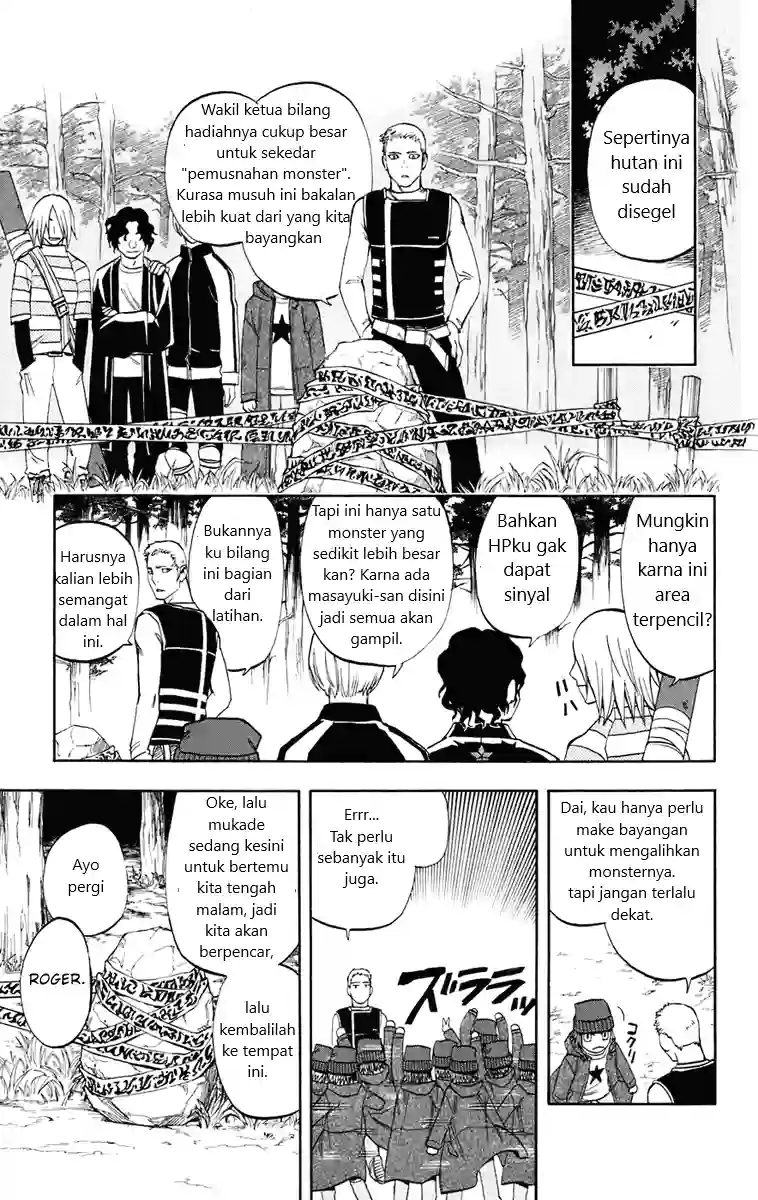 Sepertinya
hutan ini
sudah
disegel
Wakil ketua bilang
hadiahnya cukup besar
untuk sekedar
"pemusnahan monster".
Kurasa musuh ini bakalan
lebih kuat dari yang kita
bayangkan
Mungkin
hanya
karna ini
area
terpencil?
Bahkan
HPku gak
dapat
sinyal
Tapi ini hanya satu
monster yang
sedikit lebih besar
kan? Karna ada
masayuki-san disini
jadi semua akan
gampil.
Bukannya
ku bilang
ini bagian
dari
latihan.
Harusnya
kalian lebih
semangat
dalam hal
ini.
Dai, kau hanya perlu
make bayangan
untuk mengalihkan
monsternya.
tapi jangan terlalu
dekat.
コクリ
Errr...
Tak perlu
sebanyak itu
juga.
ズラララ
Oke, lalu
mukade
sedang kesini
untuk bertemu
kita tengah
malam, jadi
kita akan
berpencar,
lalu
kembalilah
ke tempat
ini.
Ayo
pergi
ROGER.